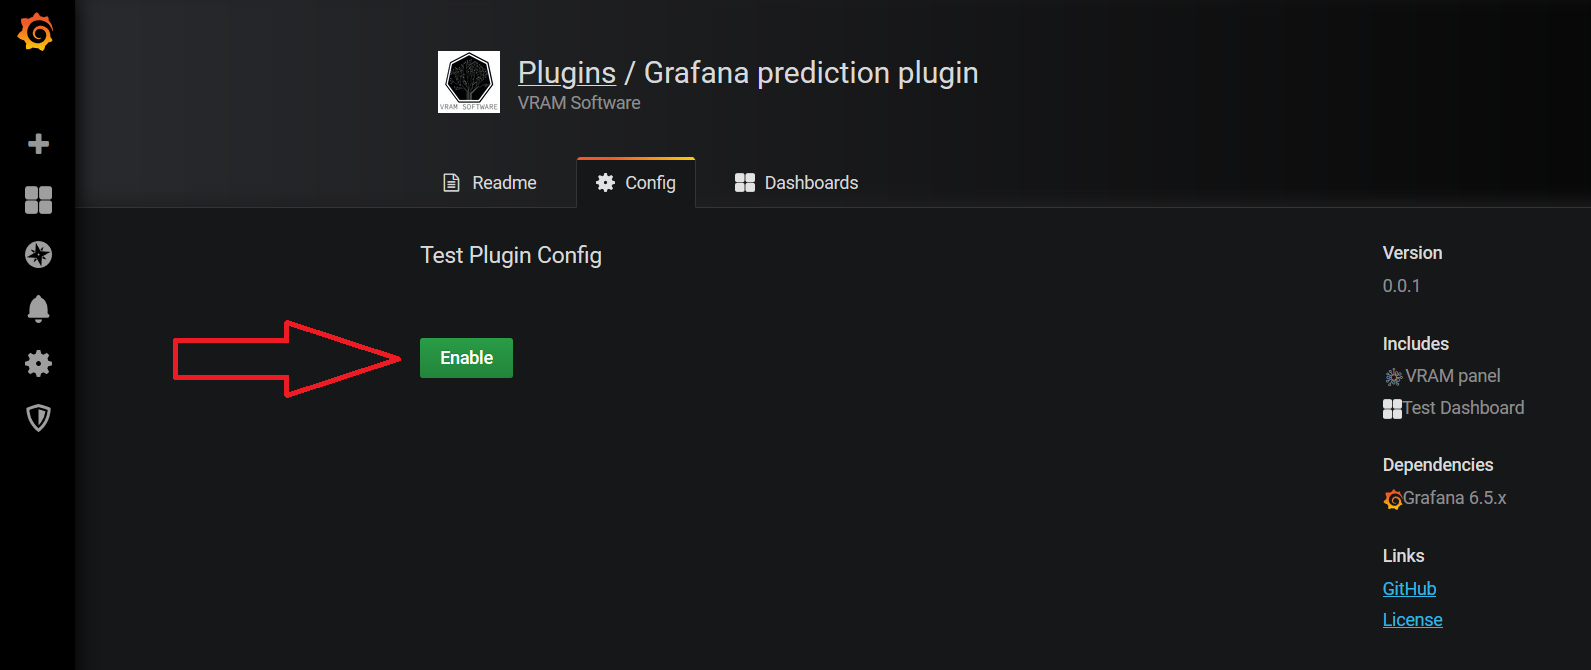 Plugins / Grafana prediction plugin
VRAM SOFTWARE
VRAM Software
Readme
Config
Dashboards
Test Plugin Config
Enable
Version
0.0.1
Includes
VRAM panel
Test Dashboard
Dependencies
Grafana 6.5.x
Links
GitHub
License